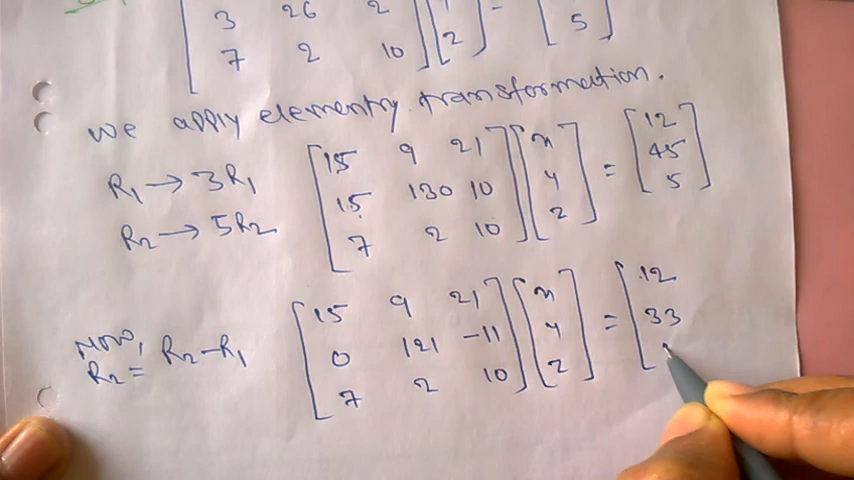 3 26 2
7 2 10 2 = 5
We apply elementry transformation.
R1 → 3R1
R2 → 5R2
[15 9 21] [x] = [12]
[15 130 10] [y] [45]
[7 2 10] [z] [5]
Now,
R2 = R2-R1
[15 9 21] [x] = [12]
[0 121 -11] [y] [33]
[7 2 10] [z]